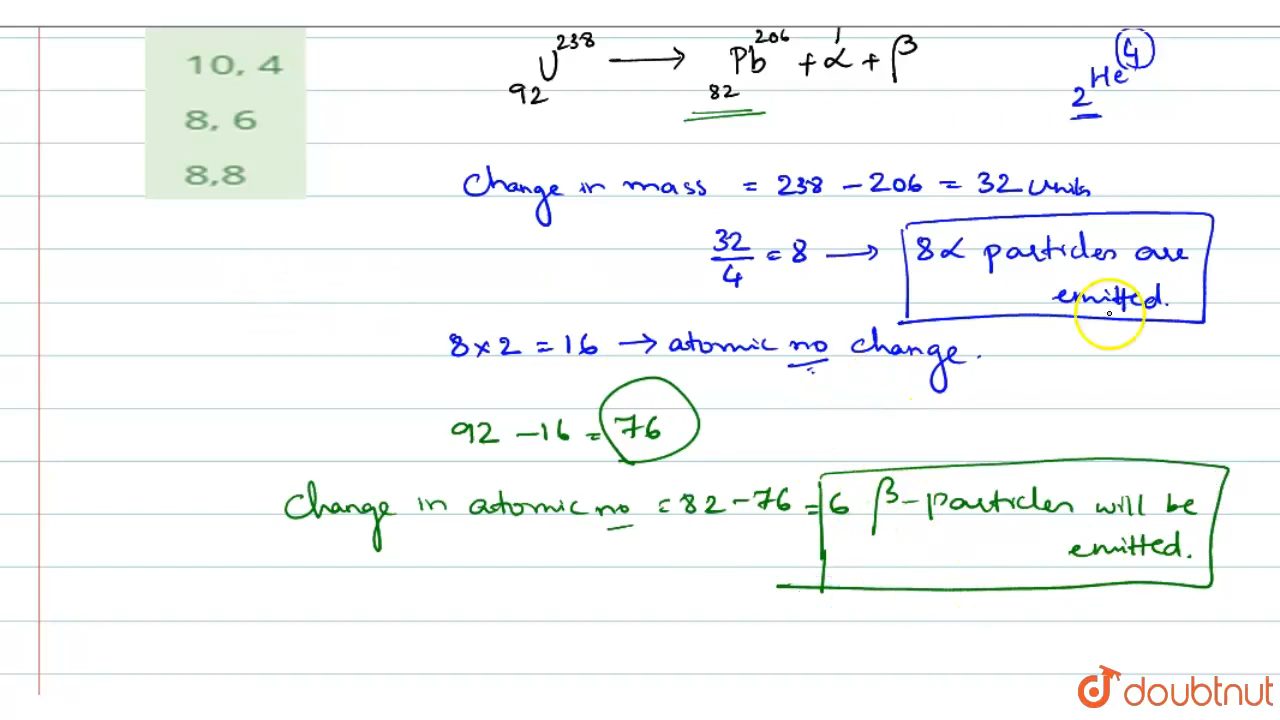 10, 4
8, 6
8,8
₉₂U²³⁸ ⟶ ₈₂Pb²⁰⁶ + α + β
₂He⁴
Change in mass = 238 – 206 = 32 units
32/4 = 8 ⟶ 8α particles are
emitted.
8 × 2 = 16 → atomic no change.
92 – 16 = 76
Change in atomic no = 82 – 76 = 6 β-particles will be
emitted.
doubtnut